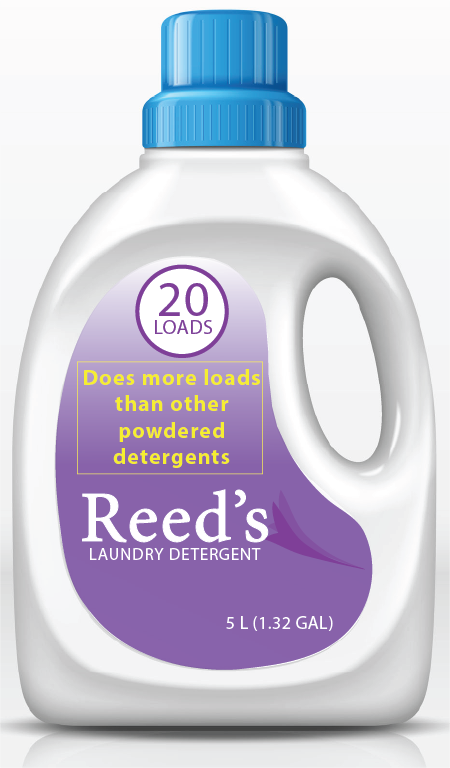 20
LOADS
Does more loads
than other
powdered
detergents
Reed's
LAUNDRY DETERGENT
5 L (1.32 GAL)